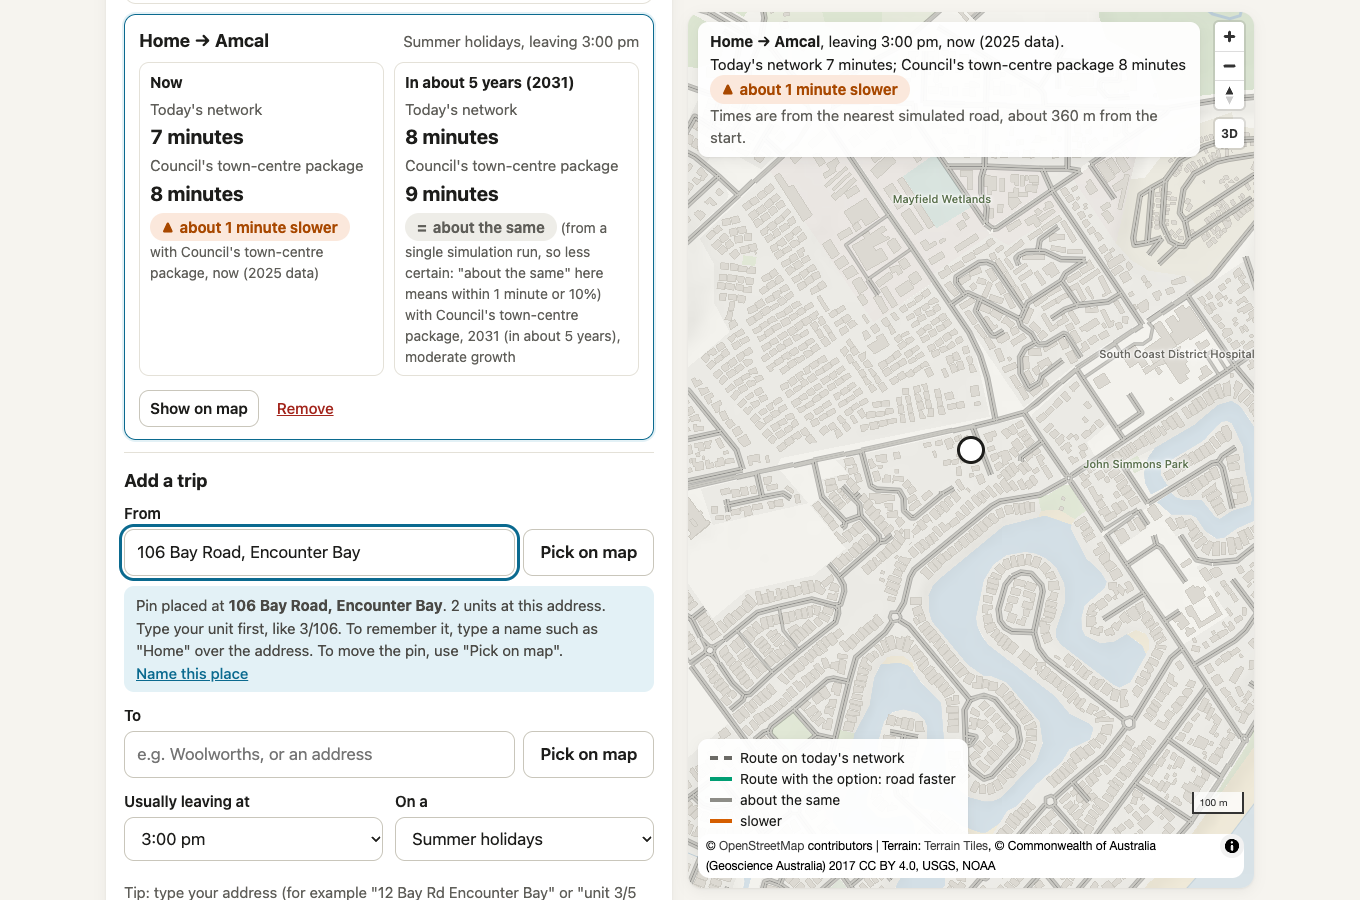 Home → Amcal
Summer holidays, leaving 3:00 pm
Now
Today's network
7 minutes
Council's town-centre package
8 minutes
▲ about 1 minute slower
with Council's town-centre
package, now (2025 data)
In about 5 years (2031)
Today's network
8 minutes
Council's town-centre package
9 minutes
= about the same (from a
single simulation run, so less
certain: "about the same" here
means within 1 minute or 10%)
with Council's town-centre
package, 2031 (in about 5 years),
moderate growth
Show on map
Remove
Add a trip
From
106 Bay Road, Encounter Bay
Pick on map
Pin placed at 106 Bay Road, Encounter Bay. 2 units at this address.
Type your unit first, like 3/106. To remember it, type a name such as
"Home" over the address. To move the pin, use "Pick on map".
Name this place
To
e.g. Woolworths, or an address
Pick on map
Usually leaving at
On a
3:00 pm
Summer holidays
Tip: type your address (for example "12 Bay Rd Encounter Bay" or "unit 3/5
Home → Amcal, leaving 3:00 pm, now (2025 data).
Today's network 7 minutes; Council's town-centre package 8 minutes
▲ about 1 minute slower
Times are from the nearest simulated road, about 360 m from the
start.
+
−
3D
Mayfield Wetlands
South Coast District Hospital
John Simmons Park
Route on today's network
Route with the option: road faster
about the same
slower
100 m
© OpenStreetMap contributors | Terrain: Terrain Tiles, © Commonwealth of Australia
(Geoscience Australia) 2017 CC BY 4.0, USGS, NOAA